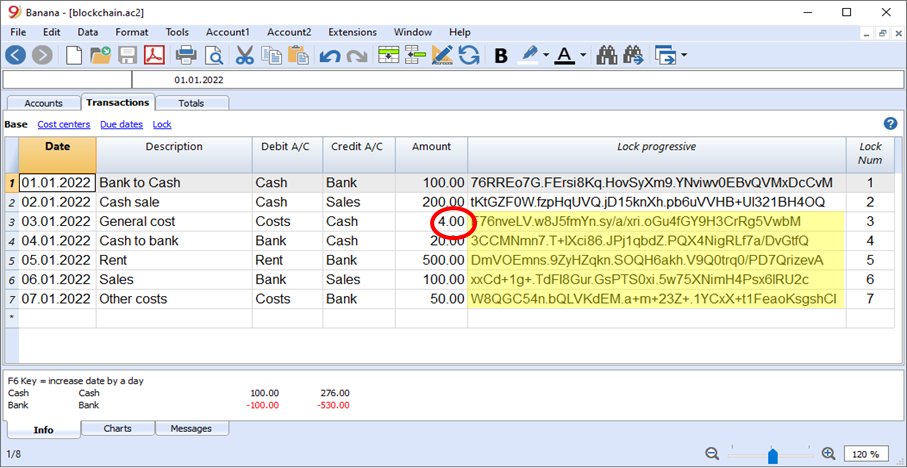 Banana - [blockchain.ac2]
File Edit Data Format Tools Account1 Account2 Extensions Window Help
01.01.2022
Accounts Transactions Totals
Base Cost centers Due dates Lock
Date Description Debit A/C Credit A/C Amount Lock progressive Lock Num
1 01.01.2022 Bank to Cash Cash Bank 100.00 76RREo7G.FErsi8Kq.HovSyXm9.YNviwv0EBvQVMxDcCvM 1
2 02.01.2022 Cash sale Cash Sales 200.00 tKtGZF0W.fzpHqUVQ.jD15knXh.pb6uVVHB+Ul321BH4OQ 2
3 03.01.2022 General cost Costs Cash 4.00 F76nveLV.w8J5fmYn.sy/a/xri.oGu4fGY9H3CrRg5VwbM 3
4 04.01.2022 Cash to bank Bank Cash 20.00 3CCMNmn7.T+lXci86.JPj1qbdZ.PQX4NigRLf7a/DvGtfQ 4
5 05.01.2022 Rent Rent Bank 500.00 DmVOEmns.9ZyHZqkn.SOQH6akh.V9Q0trq0/PD7QrizevA 5
6 06.01.2022 Sales Bank Sales 100.00 xxCd+1g+.TdFl8Gur.GsPTS0xi.5w75XNimH4Psx6lRU2c 6
7 07.01.2022 Other costs Costs Bank 50.00 W8QGC54n.bQLVKdEM.a+m+23Z+.1YCxX+t1FeaoKsgshCI 7
*
F6 Key = increase date by a day
Cash Cash 100.00 276.00
Bank Bank -100.00 -530.00
Info Charts Messages
1/8 120 %